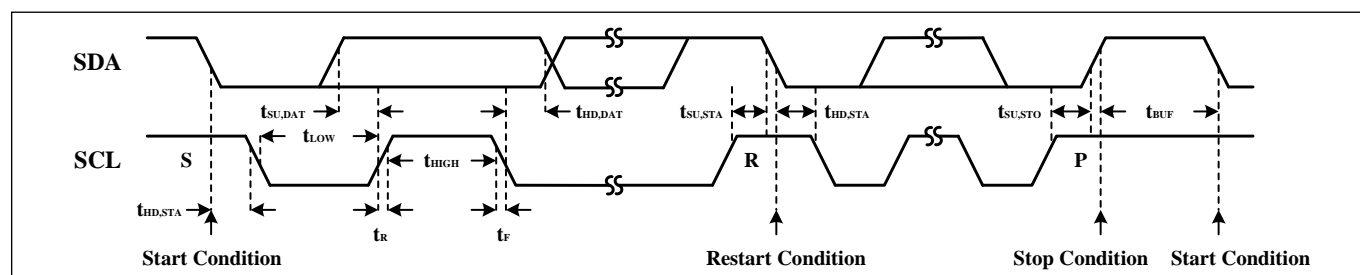 SDA
tSU,DAT
tHD,DAT
tSU,STA
tHD,STA
tSU,STO
tBUF
tLOW
SCL
S
tHIGH
R
P
tHD,STA
tR
tF
Start Condition
Restart Condition
Stop Condition
Start Condition